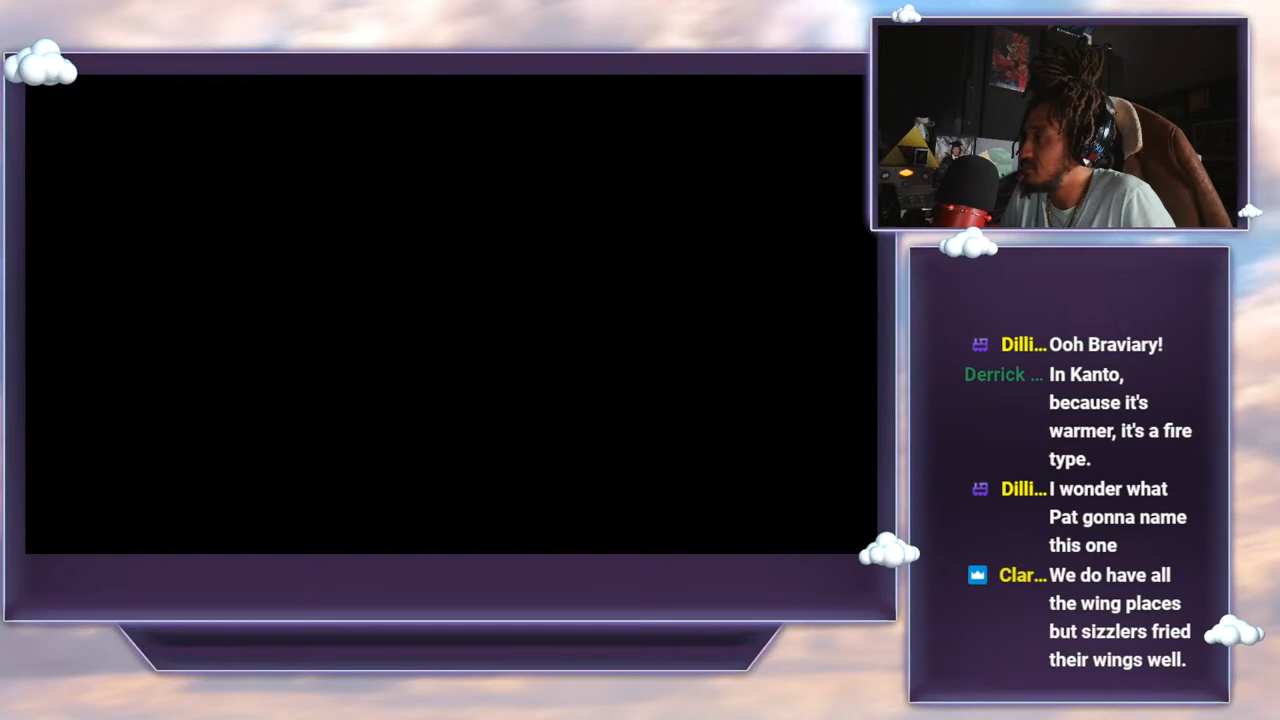 Dilli... Ooh Braviary!
Derrick ... In Kanto,
because it's
warmer, it's a fire
type.
Dilli... I wonder what
Pat gonna name
this one
Clar... We do have all
the wing places
but sizzlers fried
their wings well.